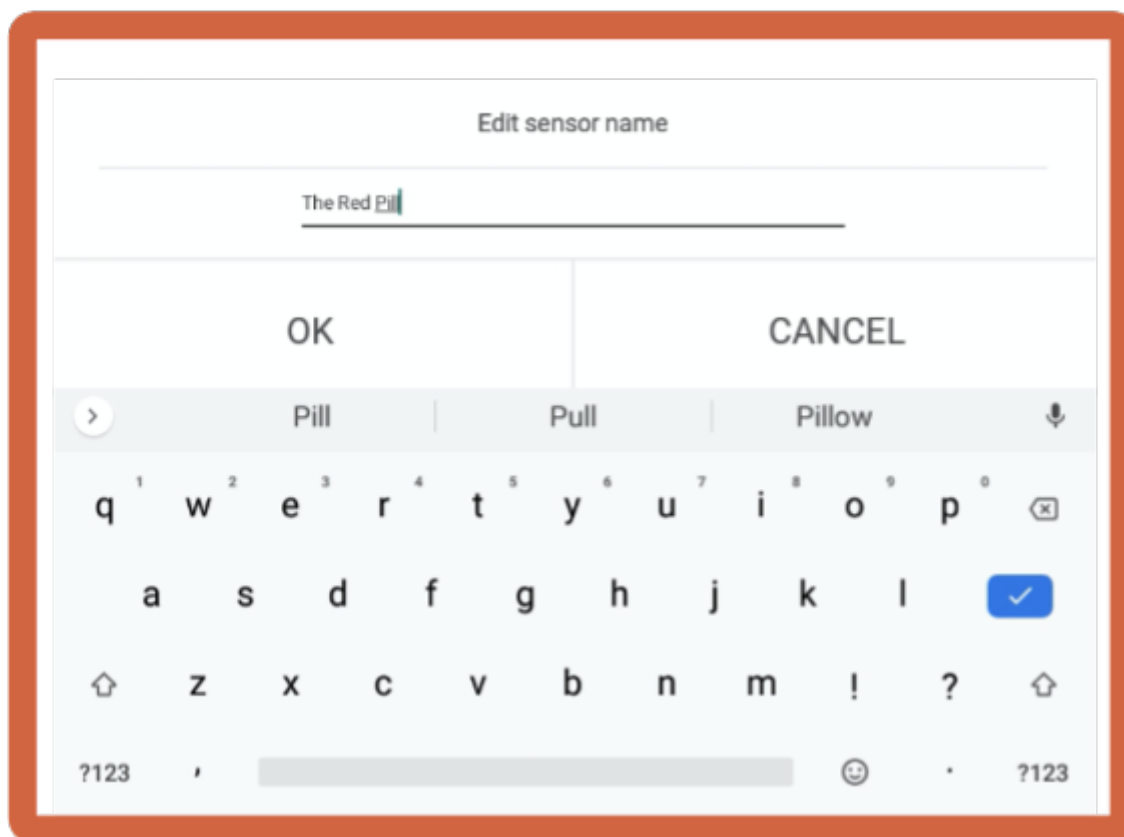 Edit sensor name
The Red Pill
OK CANCEL
Pill Pull Pillow
1 2 3 4 5 6 7 8 9 0
q w e r t y u i o p
a s d f g h j k l
z x c v b n m ! ?
?123 , . ?123